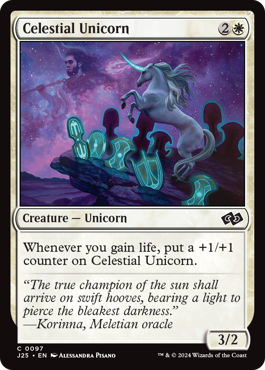 Celestial Unicorn 2
Creature — Unicorn
Whenever you gain life, put a +1/+1
counter on Celestial Unicorn.
“The true champion of the sun shall
arrive on swift hooves, bearing a light to
pierce the bleakest darkness.”
—Korinna, Meletian oracle
3/2
C 0097
J25 • EN Alessandra Pisano
™ & © 2024 Wizards of the Coast